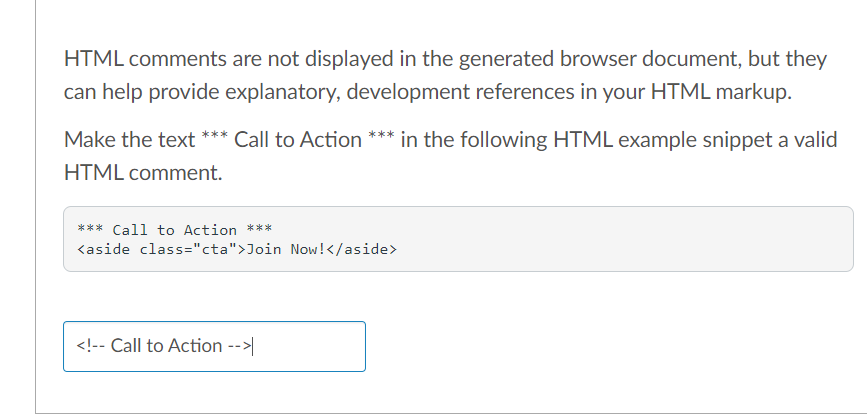 HTML comments are not displayed in the generated browser document, but they
can help provide explanatory, development references in your HTML markup.
Make the text *** Call to Action *** in the following HTML example snippet a valid
HTML comment.
*** Call to Action ***
<aside class="cta">Join Now!</aside>
<!-- Call to Action -->